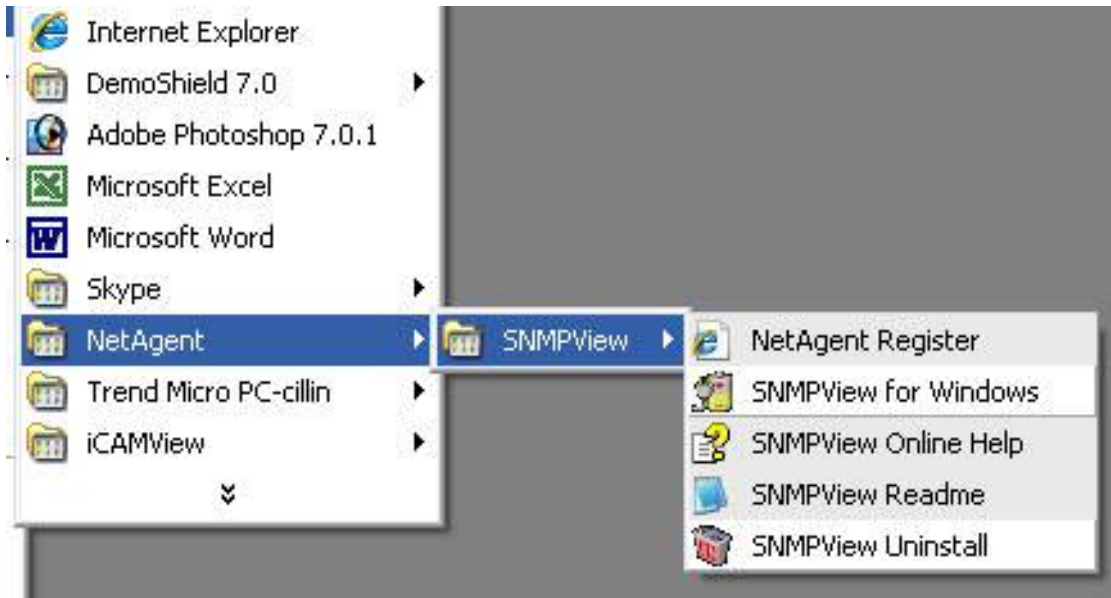 Internet Explorer
DemoShield 7.0
Adobe Photoshop 7.0.1
Microsoft Excel
Microsoft Word
Skype
NetAgent
Trend Micro PC-cillin
iCAMView
SNMPView
NetAgent Register
SNMPView for Windows
SNMPView Online Help
SNMPView Readme
SNMPView Uninstall